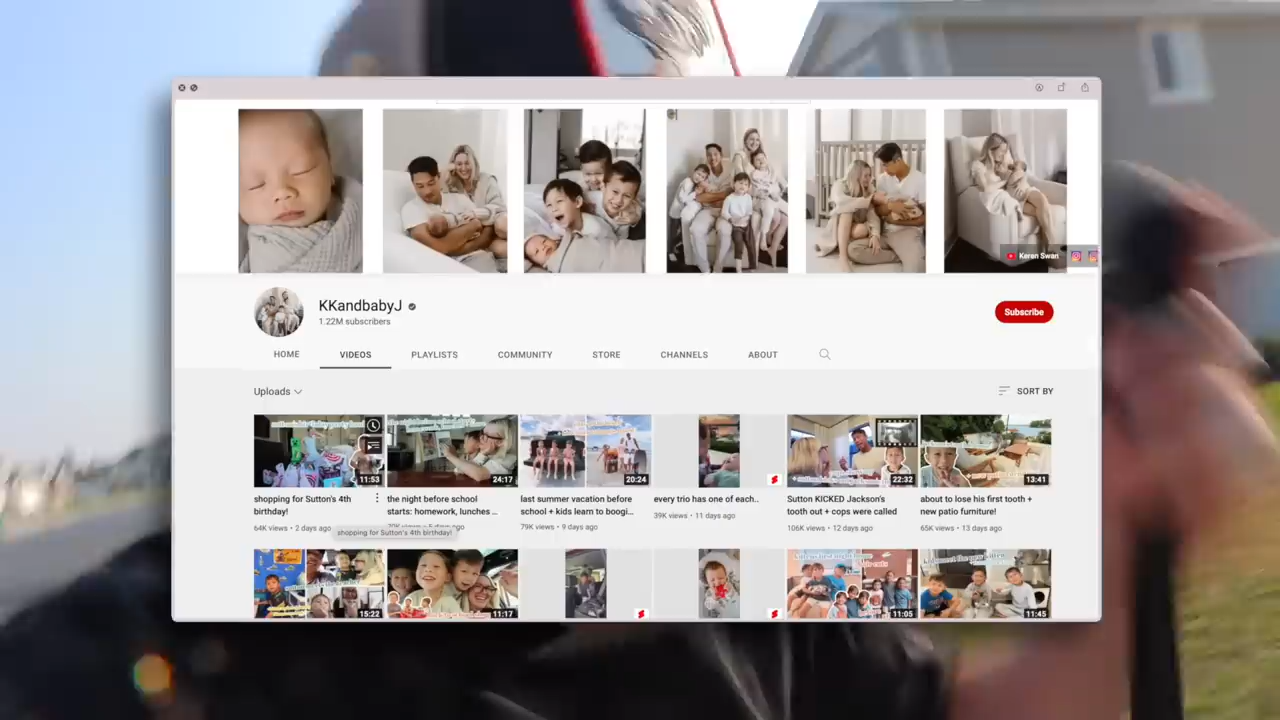 Keren Swan
KKandbabyJ
1.22M subscribers
Subscribe
HOME
VIDEOS
PLAYLISTS
COMMUNITY
STORE
CHANNELS
ABOUT
Uploads
SORT BY
11:53
24:17
20:24
22:32
13:41
shopping for Sutton's 4th
birthday!
64K views • 2 days ago
the night before school
starts: homework, lunches ...
last summer vacation before
school + kids learn to boogi...
79K views • 9 days ago
every trio has one of each..
39K views • 11 days ago
Sutton KICKED Jackson's
tooth out + cops were called
106K views • 12 days ago
about to lose his first tooth +
new patio furniture!
65K views • 13 days ago
shopping for Sutton's 4th birthday!
15:22
11:17
11:05
11:45